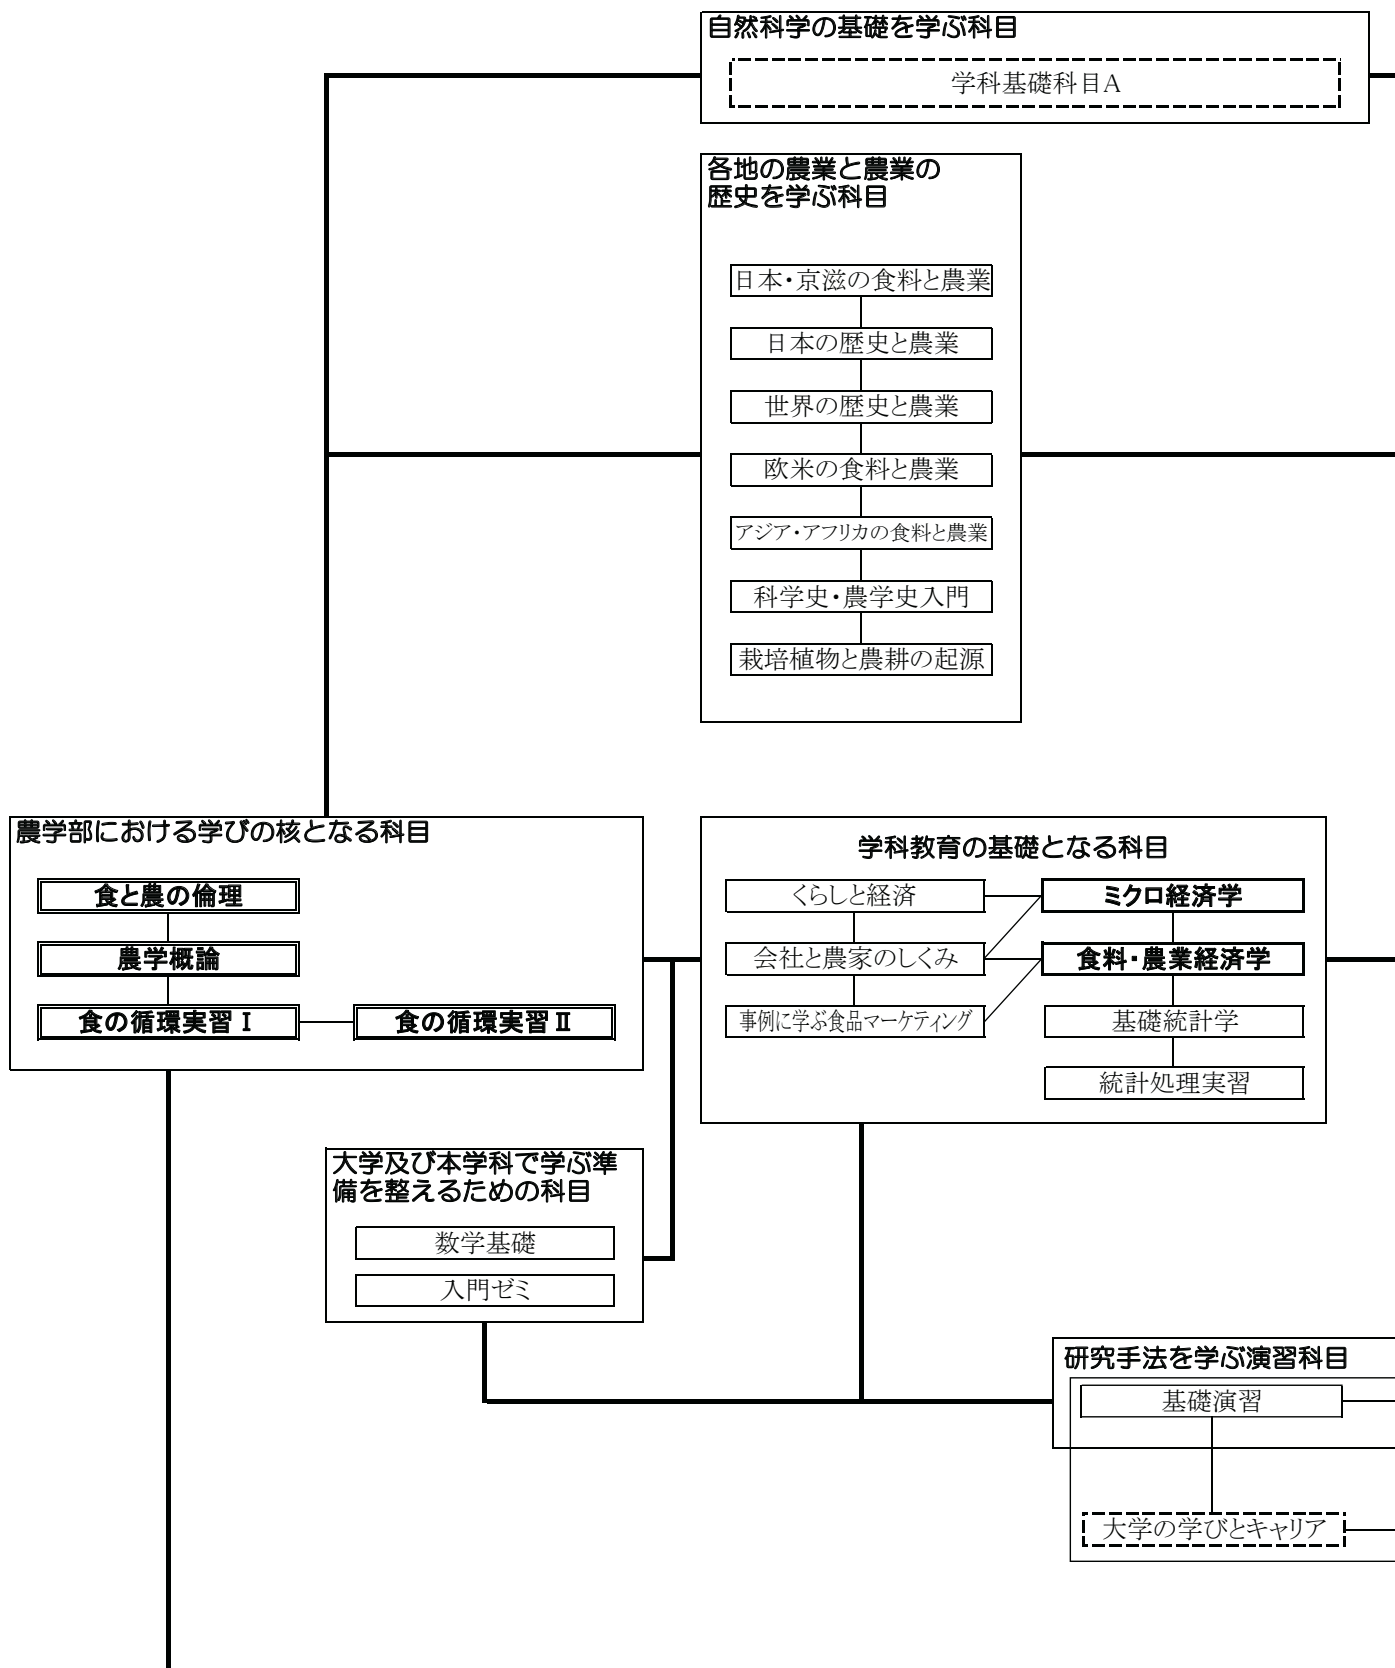 自然科学の基礎を学ぶ科目
学科基礎科目A
各地の農業と農業の
歴史を学ぶ科目
日本・京滋の食料と農業
日本の歴史と農業
世界の歴史と農業
欧米の食料と農業
アジア・アフリカの食料と農業
科学史・農学史入門
栽培植物と農耕の起源
農学部における学びの核となる科目
食と農の倫理
農学概論
食の循環実習Ⅰ
食の循環実習Ⅱ
学科教育の基礎となる科目
くらしと経済
ミクロ経済学
会社と農家のしくみ
食料・農業経済学
事例に学ぶ食品マーケティング
基礎統計学
統計処理実習
大学及び本学科で学ぶ準
備を整えるための科目
数学基礎
入門ゼミ
研究手法を学ぶ演習科目
基礎演習
大学の学びとキャリア